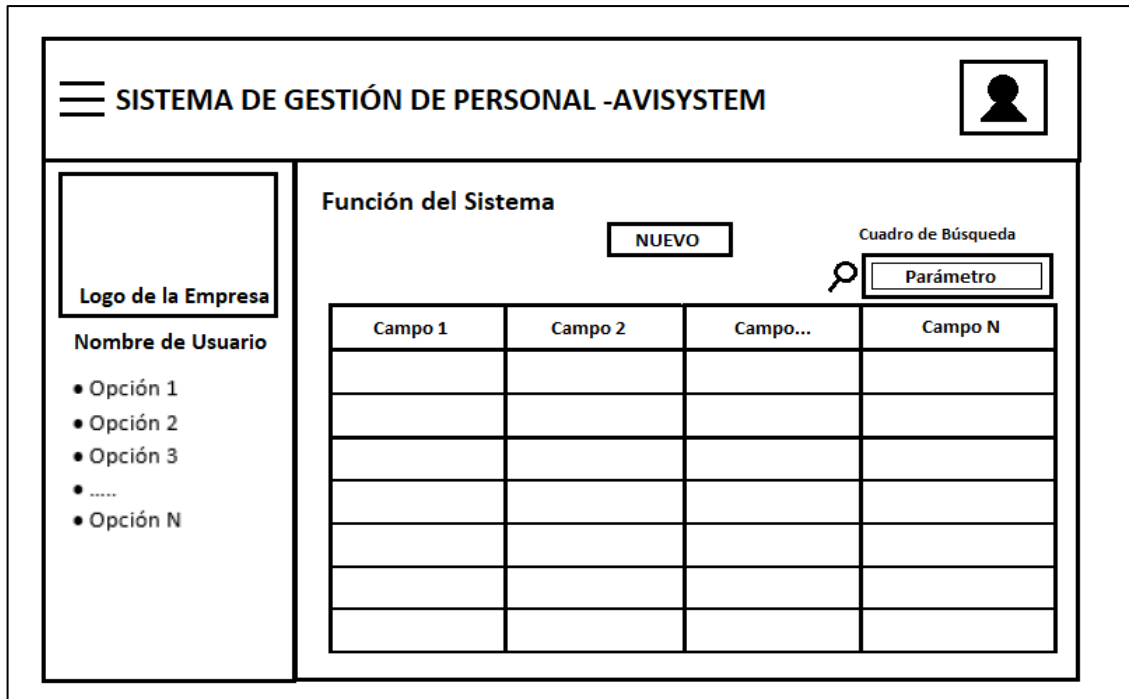 SISTEMA DE GESTIÓN DE PERSONAL -AVISYSTEM
Logo de la Empresa
Nombre de Usuario
• Opción 1
• Opción 2
• Opción 3
• .....
• Opción N
Función del Sistema
NUEVO
Cuadro de Búsqueda
Parámetro
Campo 1 Campo 2 Campo... Campo N